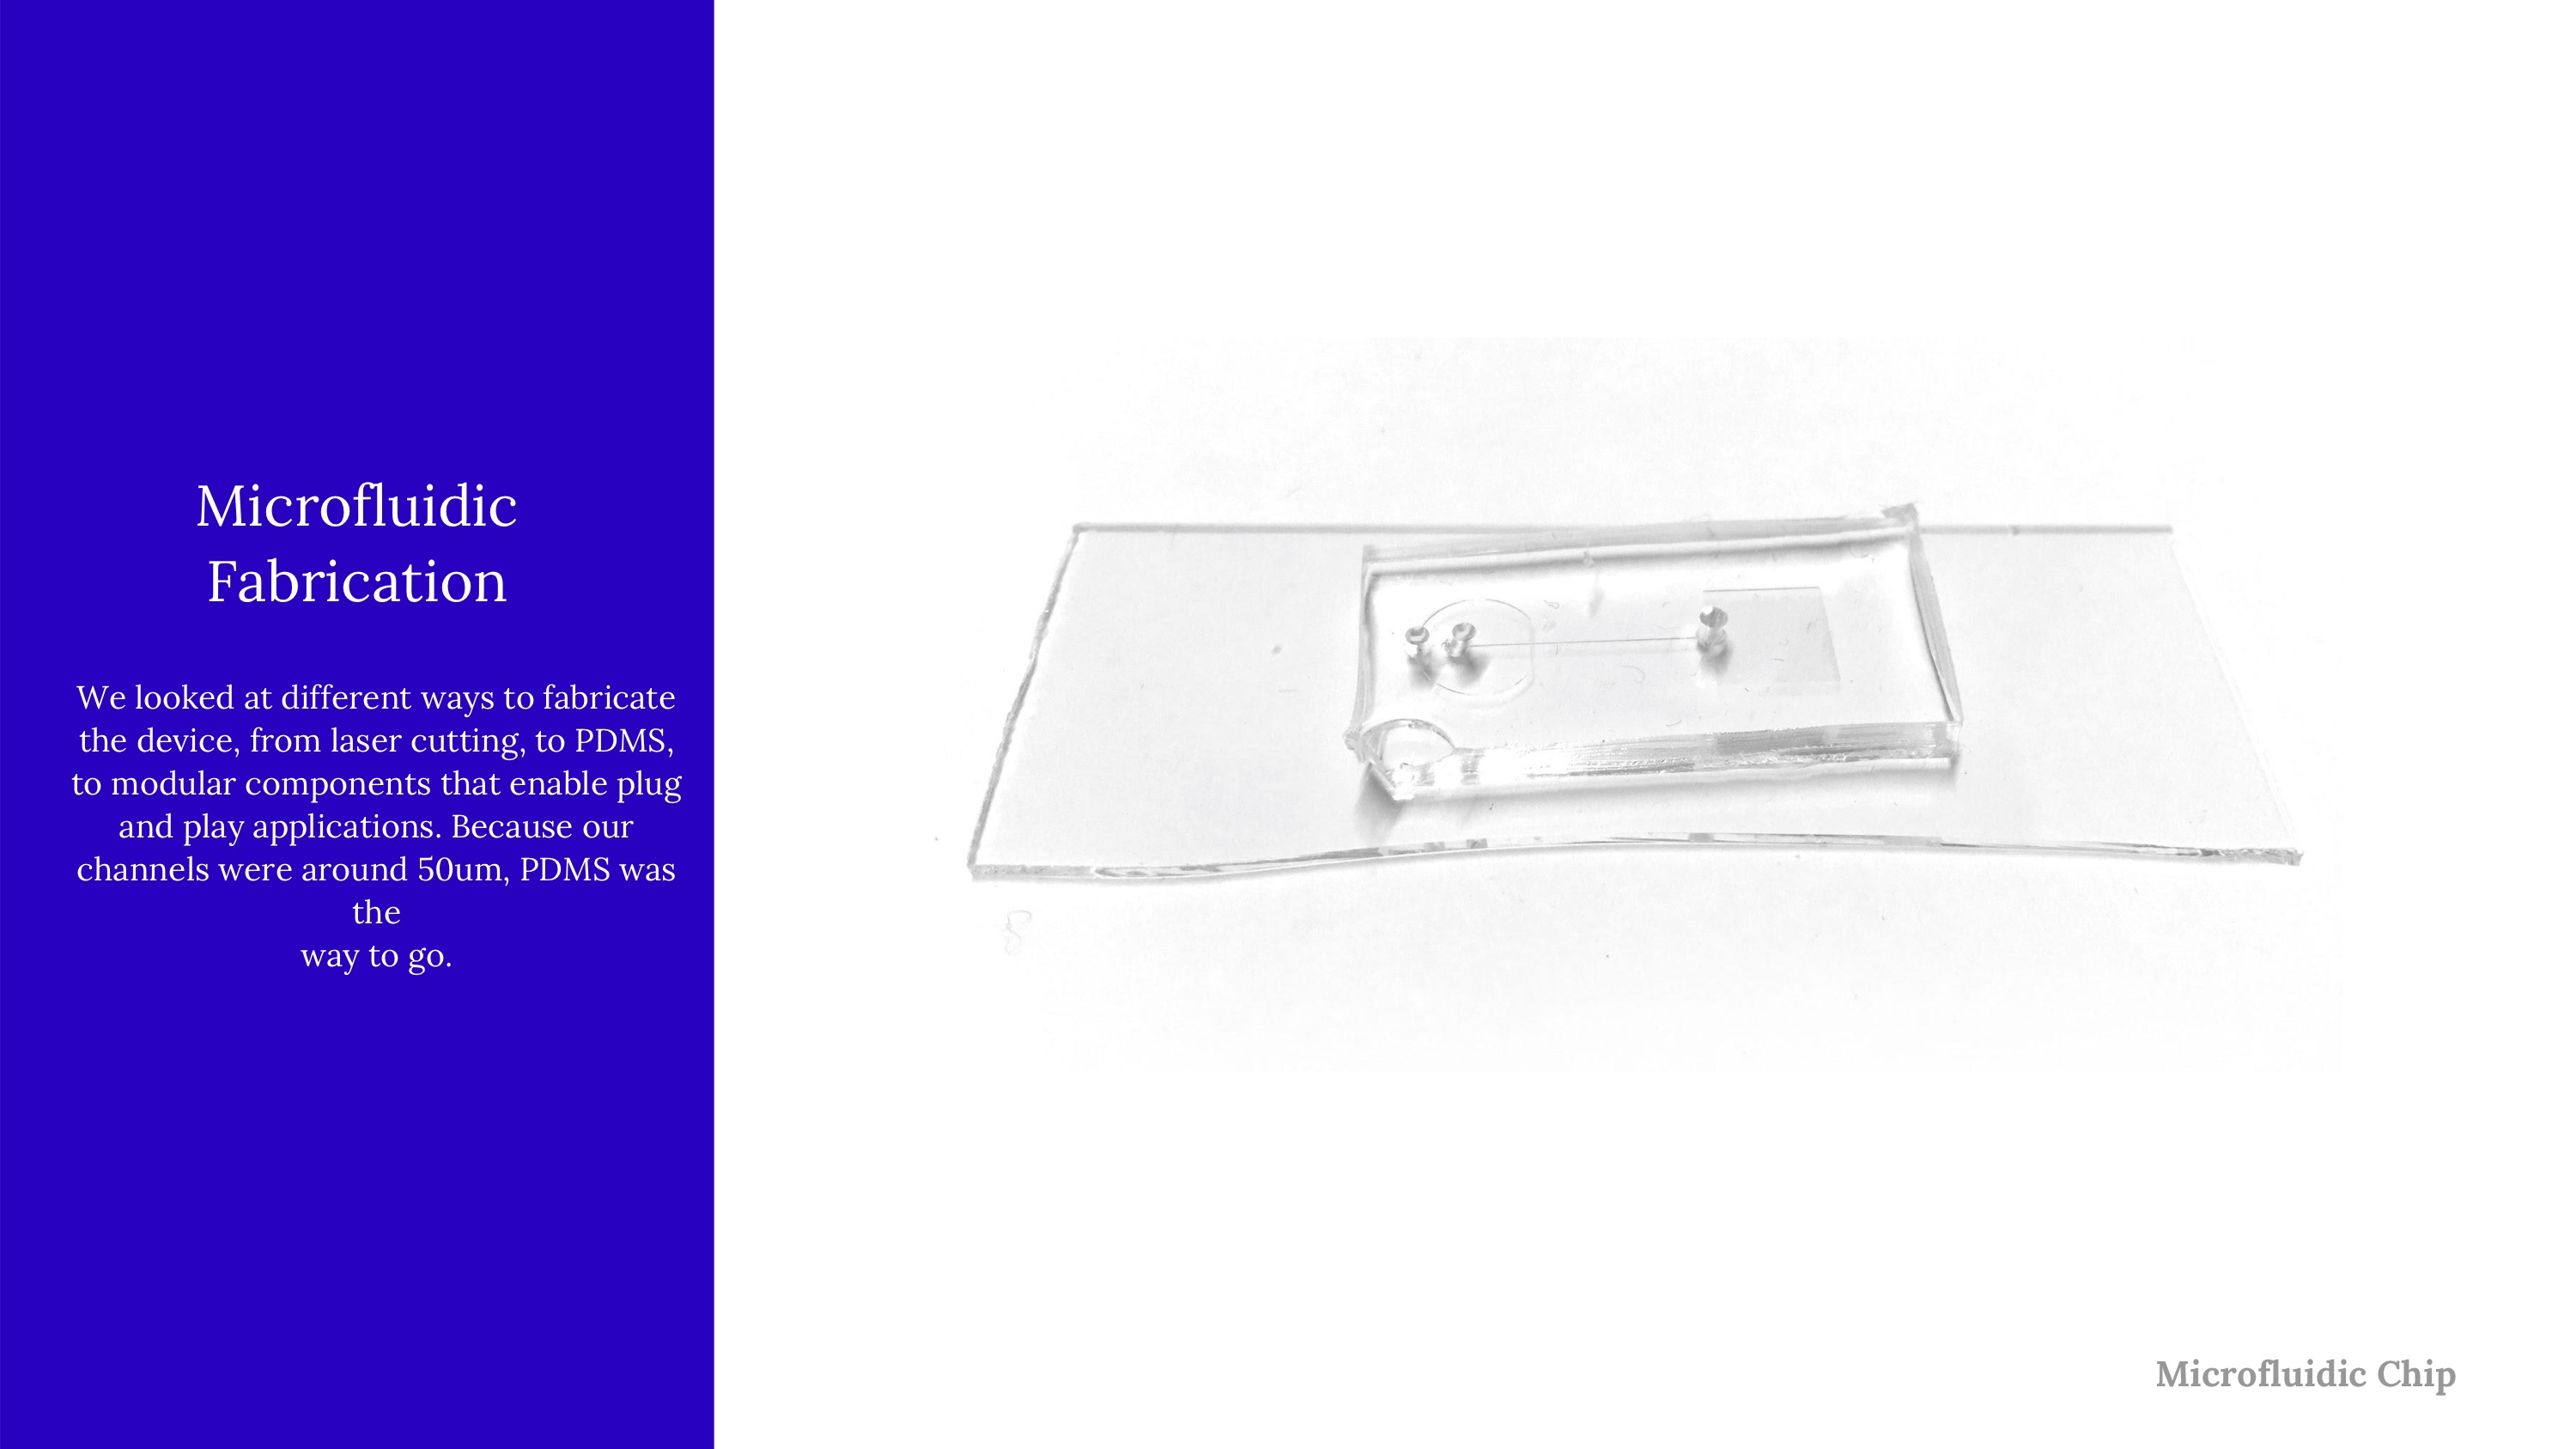 Microfluidic
Fabrication
We looked at different ways to fabricate
the device, from laser cutting, to PDMS,
to modular components that enable plug
and play applications. Because our
channels were around 50um, PDMS was
the
way to go.
Microfluidic Chip